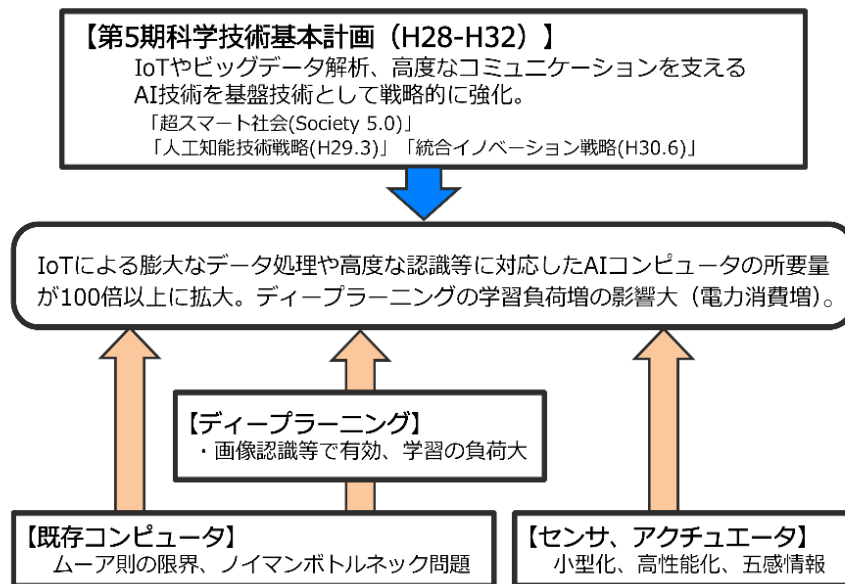 【第5期科学技術基本計画（H28-H32）】
IoTやビッグデータ解析、高度なコミュニケーションを支える
AI技術を基盤技術として戦略的に強化。
「超スマート社会(Society 5.0)」
「人工知能技術戦略(H29.3)」「統合イノベーション戦略(H30.6)」
IoTによる膨大なデータ処理や高度な認識等に対応したAIコンピュータの所要量
が100倍以上に拡大。ディープラーニングの学習負荷増の影響大（電力消費増）。
【ディープラーニング】
・画像認識等で有効、学習の負荷大
【既存コンピュータ】
ムーア則の限界、ノイマンボトルネック問題
【センサ、アクチュエータ】
小型化、高性能化、五感情報